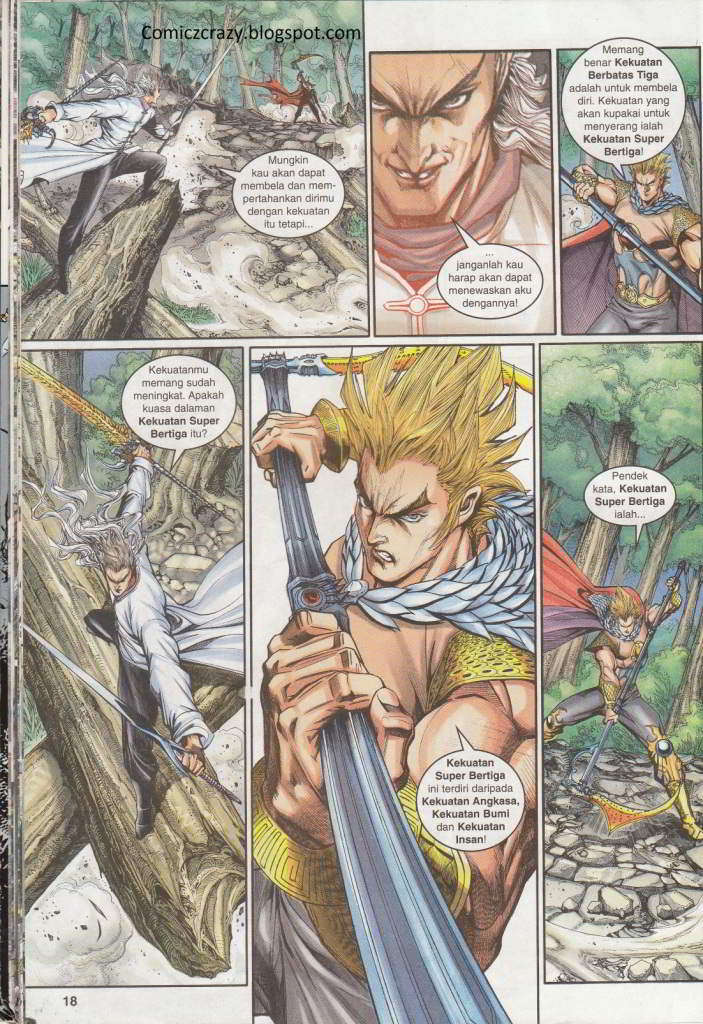 Comiczcrazy.blogspot.com
Mungkin
kau akan dapat
membela dan mem-
pertahankan dirimu
dengan kekuatan
itu tetapi...
...
janganlah kau
harap akan dapat
menewaskan aku
dengannya!
Memang
benar Kekuatan
Berbatas Tiga
adalah untuk membela
diri. Kekuatan yang
akan kupakai untuk
menyerang ialah
Kekuatan Super
Bertiga!
Kekuatanmu
memang sudah
meningkat. Apakah
kuasa dalaman
Kekuatan Super
Bertiga itu?
Kekuatan
Super Bertiga
ini terdiri daripada
Kekuatan Angkasa,
Kekuatan Bumi
dan Kekuatan
Insan!
Pendek
kata, Kekuatan
Super Bertiga
ialah...
18